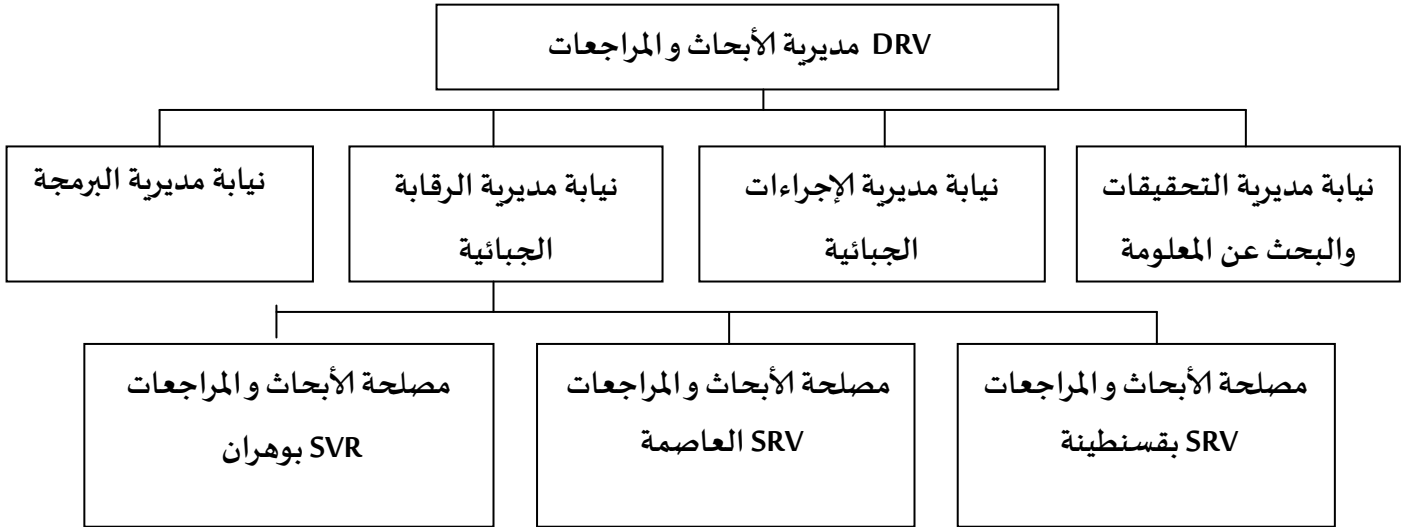 DRV مديرية الأبحاث و المراجعات
نيابة مديرية التحقيقات
والبحث عن المعلومة
نيابة مديرية الإجراءات
الجبائية
نيابة مديرية الرقابة
الجبائية
نيابة مديرية البرمجة
مصلحة الأبحاث و المراجعات
SRV بقسنطينة
مصلحة الأبحاث و المراجعات
SRV العاصمة
مصلحة الأبحاث و المراجعات
SVR بوهران